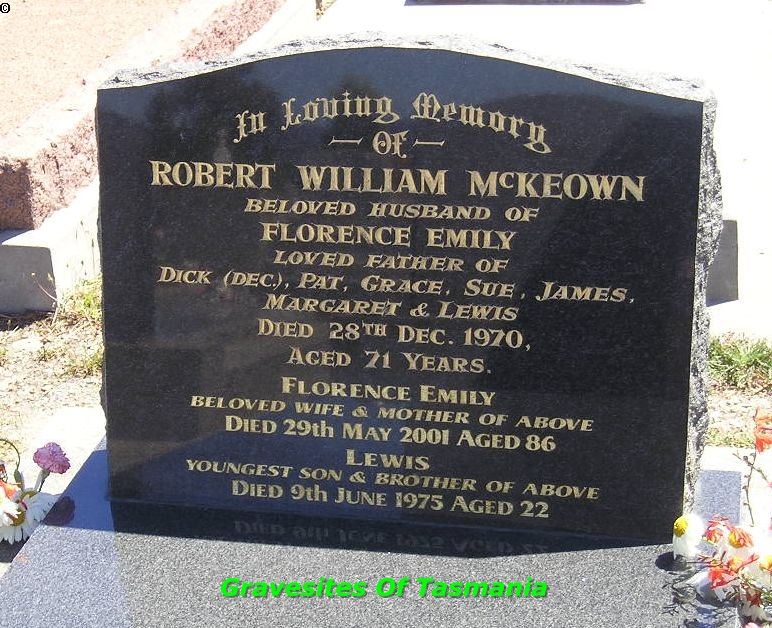 ©
In Loving Memory
— OF —
ROBERT WILLIAM McKEOWN
BELOVED HUSBAND OF
FLORENCE EMILY
LOVED FATHER OF
DICK (DEC.), PAT, GRACE, SUE, JAMES,
MARGARET & LEWIS
DIED 28TH DEC. 1970,
AGED 71 YEARS.
FLORENCE EMILY
BELOVED WIFE & MOTHER OF ABOVE
DIED 29th MAY 2001 AGED 86
LEWIS
YOUNGEST SON & BROTHER OF ABOVE
DIED 9th JUNE 1975 AGED 22
Gravesites Of Tasmania